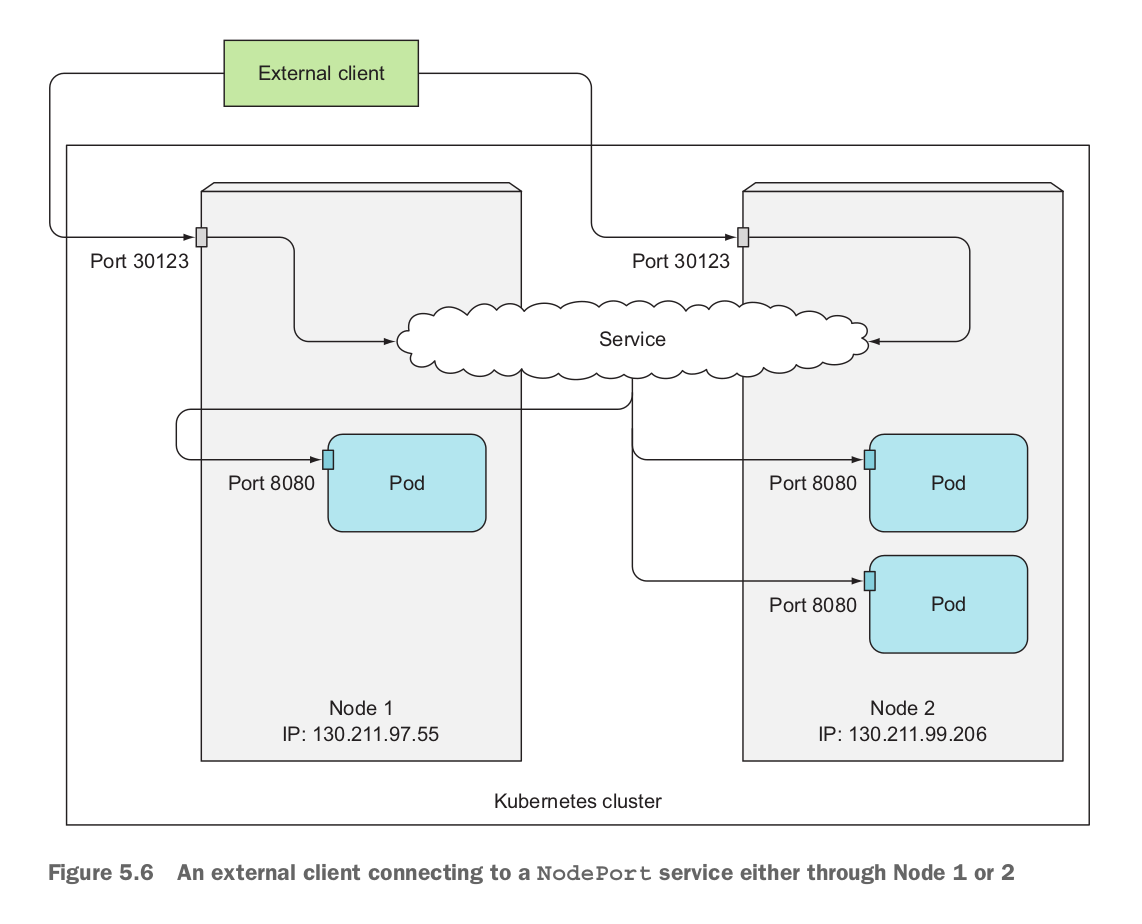 External client
Port 30123
Port 30123
Service
Port 8080
Pod
Port 8080
Pod
Port 8080
Pod
Node 1
IP: 130.211.97.55
Node 2
IP: 130.211.99.206
Kubernetes cluster
Figure 5.6 An external client connecting to a NodePort service either through Node 1 or 2